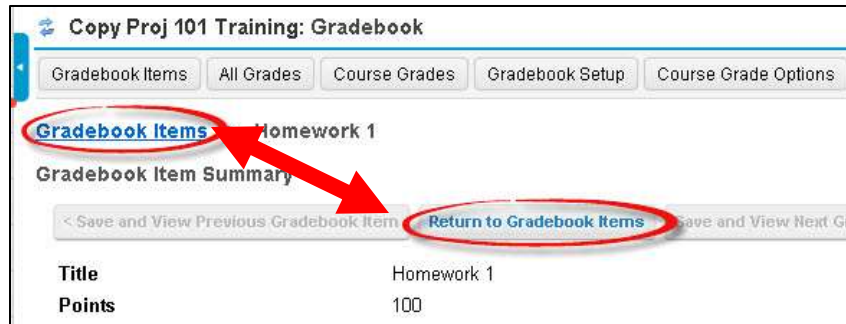 Copy Proj 101 Training: Gradebook
Gradebook Items All Grades Course Grades Gradebook Setup Course Grade Options
Gradebook Items Homework 1
Gradebook Item Summary
< Save and View Previous Gradebook Item Return to Gradebook Items Save and View Next G
Title Homework 1
Points 100